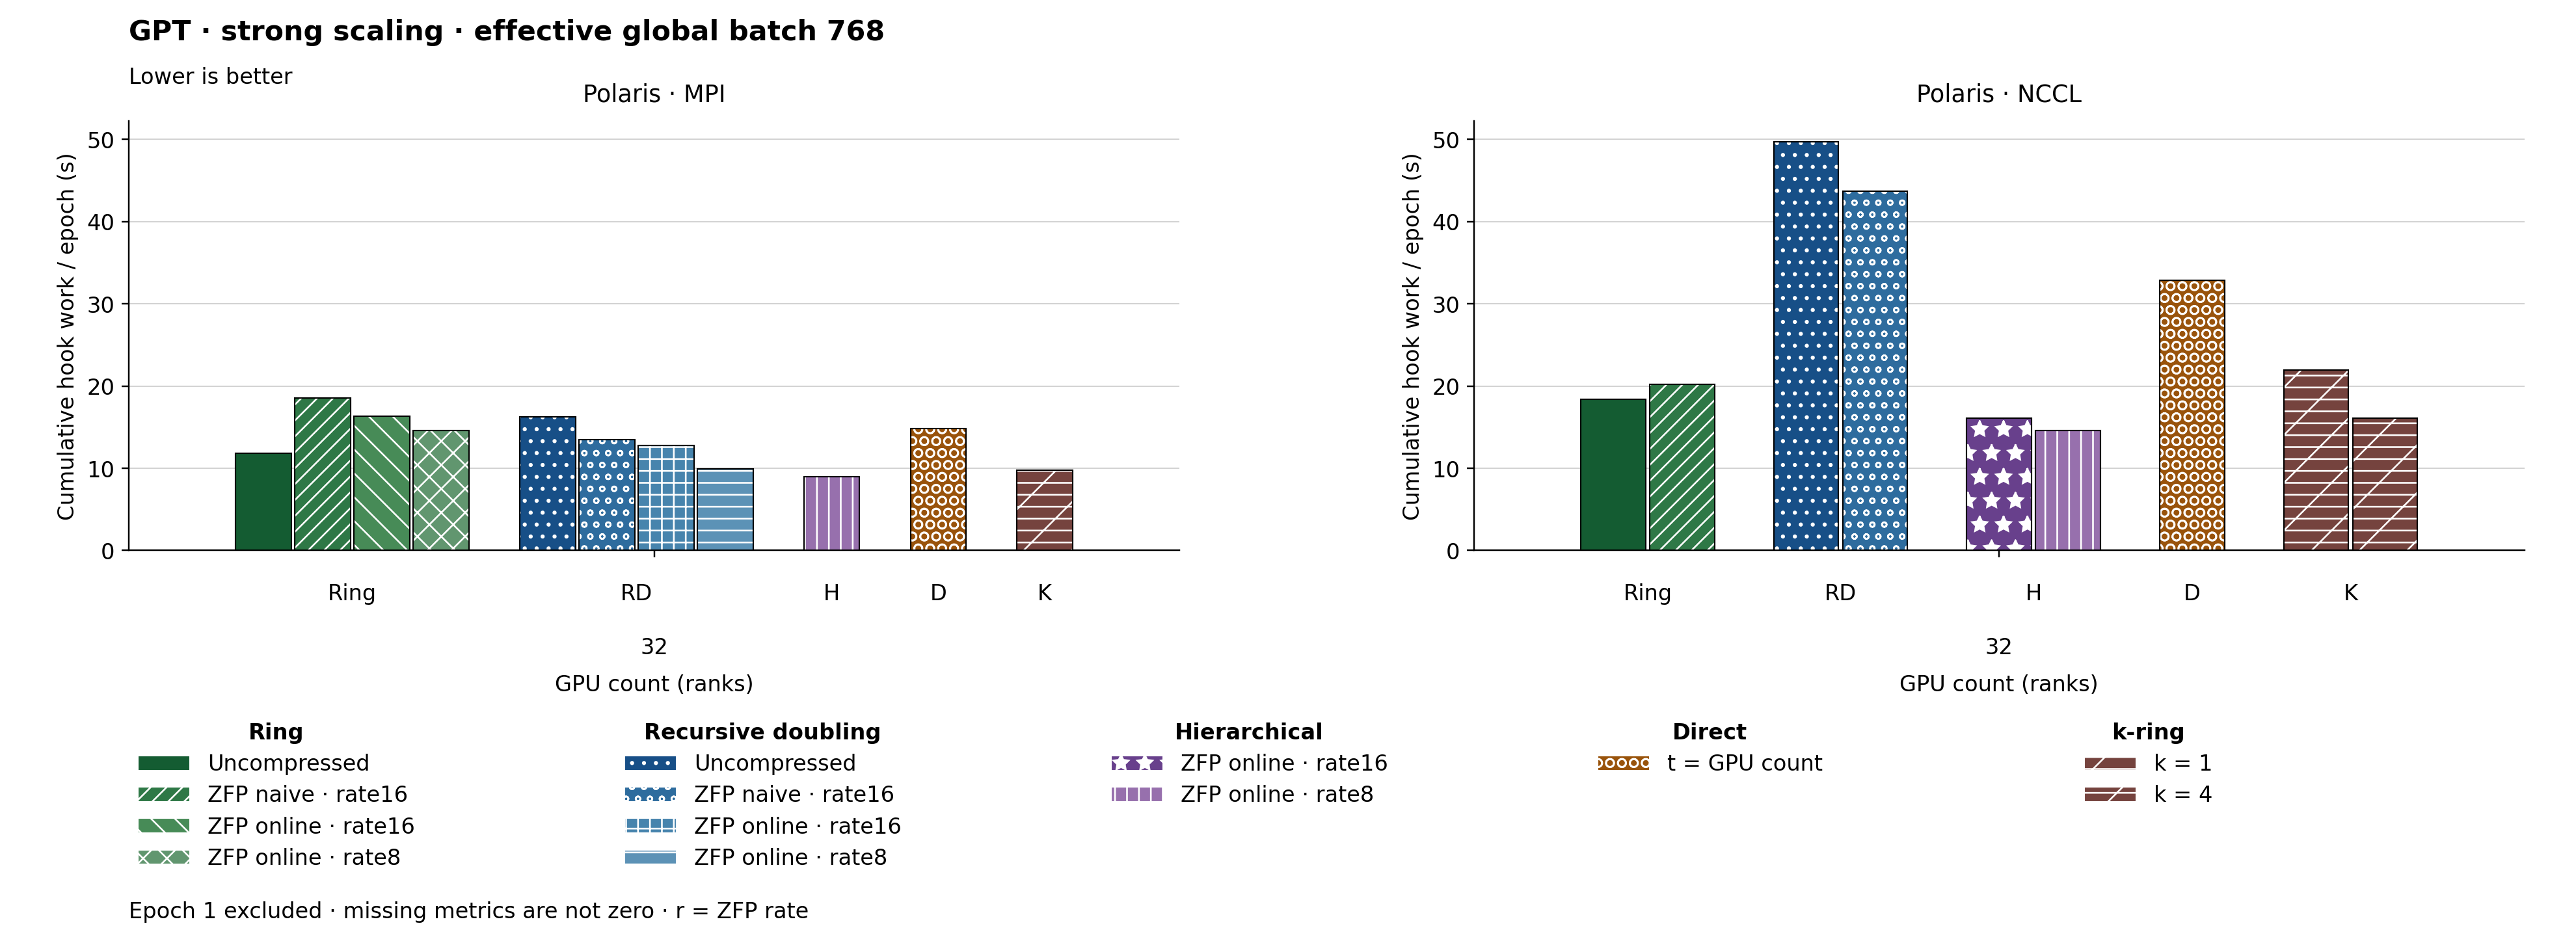 GPT · strong scaling · effective global batch 768
Lower is better
Polaris · MPI
Cumulative hook work / epoch (s)
50
40
30
20
10
0
Ring RD H D K
32
GPU count (ranks)
Polaris · NCCL
Cumulative hook work / epoch (s)
50
40
30
20
10
0
Ring RD H D K
32
GPU count (ranks)
Ring
Uncompressed
ZFP naive · rate16
ZFP online · rate16
ZFP online · rate8
Recursive doubling
Uncompressed
ZFP naive · rate16
ZFP online · rate16
ZFP online · rate8
Hierarchical
ZFP online · rate16
ZFP online · rate8
Direct
t = GPU count
k-ring
k = 1
k = 4
Epoch 1 excluded · missing metrics are not zero · r = ZFP rate